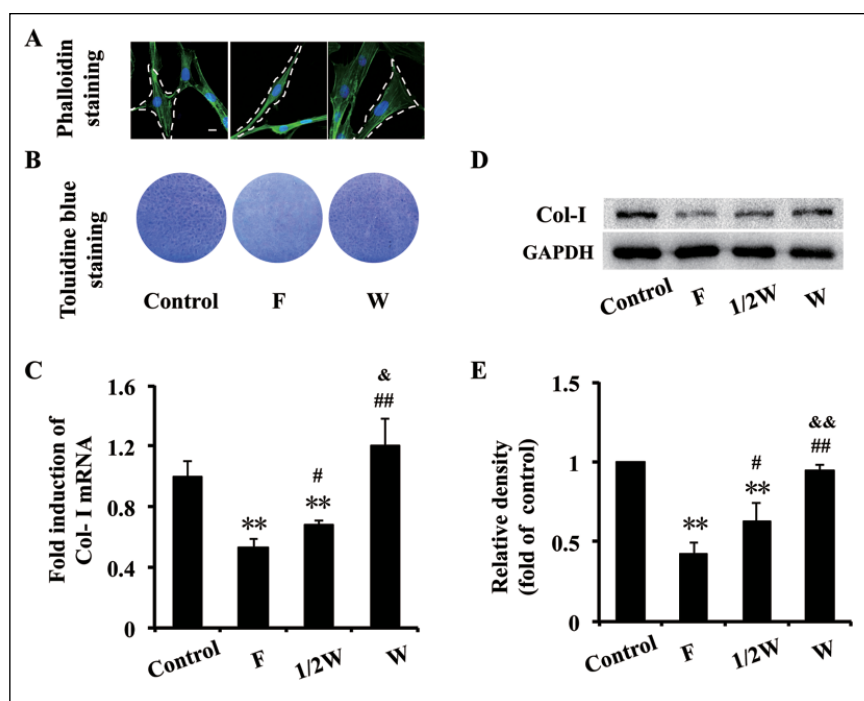 A
Phalloidin
staining
B
Toluidine blue
staining
Control
F
W
D
Col-I
GAPDH
Control
F
1/2W
W
C
Fold induction of
Col- I mRNA
1.6
1.2
0.8
0.4
0
**
#
**
&
##
Control
F
1/2W
W
E
Relative density
(fold of control)
1.5
1
0.5
0
**
#
**
&&
##
Control
F
1/2W
W